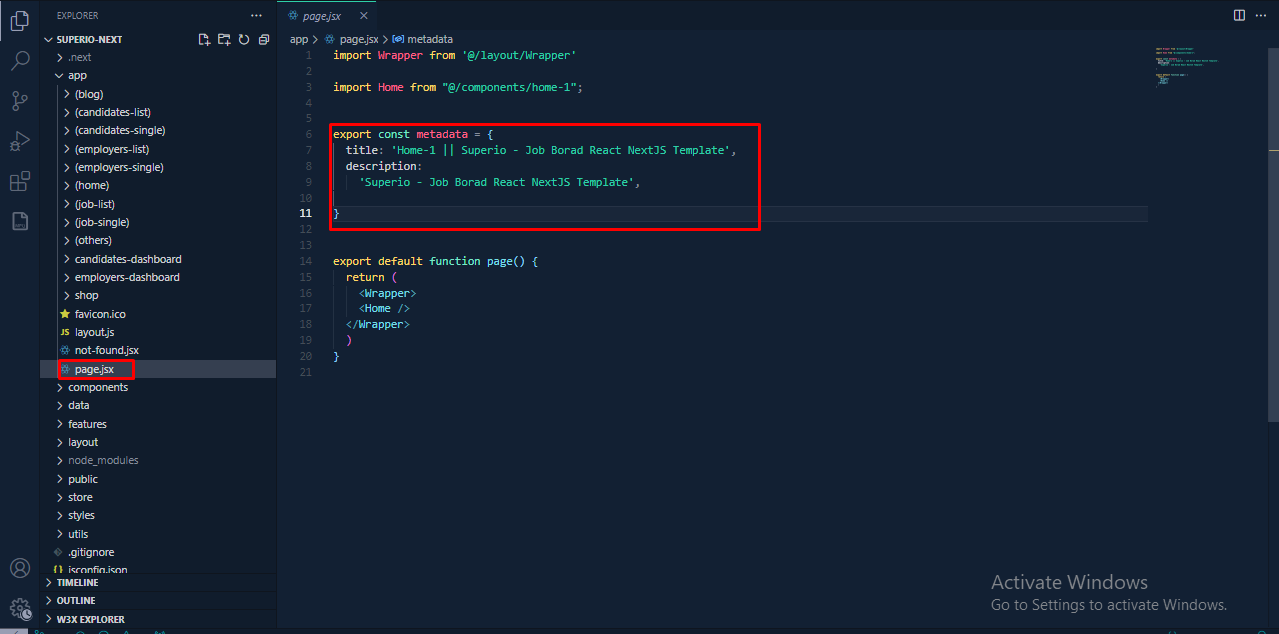 EXPLORER
···
page.jsx
SUPERIO-NEXT
app > page.jsx > metadata
.next
app
(blog)
(candidates-list)
(candidates-single)
(employers-list)
(employers-single)
(home)
(job-list)
(job-single)
(others)
candidates-dashboard
employers-dashboard
shop
favicon.ico
JS layout.js
not-found.jsx
page.jsx
components
data
features
layout
node_modules
public
store
styles
utils
.gitignore
{} jsconfig.json
TIMELINE
OUTLINE
W3X EXPLORER
1 import Wrapper from '@/layout/Wrapper'
2
3 import Home from "@/components/home-1";
4
5
6 export const metadata = {
7 title: 'Home-1 || Superio - Job Borad React NextJS Template',
8 description:
9 'Superio - Job Borad React NextJS Template',
10
11 }
12
13
14 export default function page() {
15 return (
16 <Wrapper>
17 <Home />
18 </Wrapper>
19 )
20 }
21
Activate Windows
Go to Settings to activate Windows.